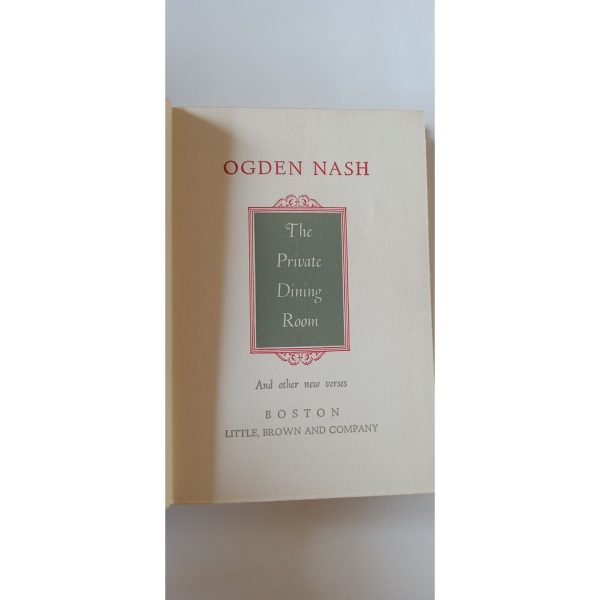 OGDEN NASH
The
Private
Dining
Room
And other new verses
BOSTON
LITTLE, BROWN AND COMPANY